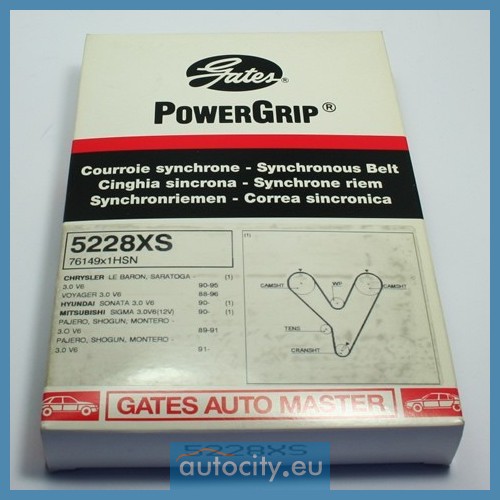 Gates®
POWERGRIP®
Courroie synchrone - Synchronous Belt
Cinghia sincrona - Synchrone riem
Synchronriemen - Correa sincronica
5228XS
76149x1HSN
CHRYSLER LE BARON, SARATOGA - (1)
3.0 V6 90-95
VOYAGER 3.0 V6 88-96
HYUNDAI SONATA 3.0 V6 90- (1)
MITSUBISHI SIGMA 3.0V6(12V) 90- (1)
PAJERO, SHOGUN, MONTERO -
3.O V6 89-91
PAJERO, SHOGUN, MONTERO -
3.0 V6 91-
(1)
CAMSHT WP CAMSHT
TENS
CRANSHT
GATES AUTO MASTER
5228XS
autocity.eu